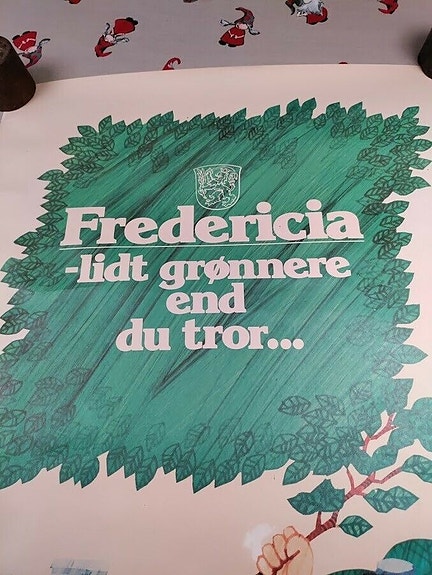 Fredericia
-lidt grønnere
end
du tror...